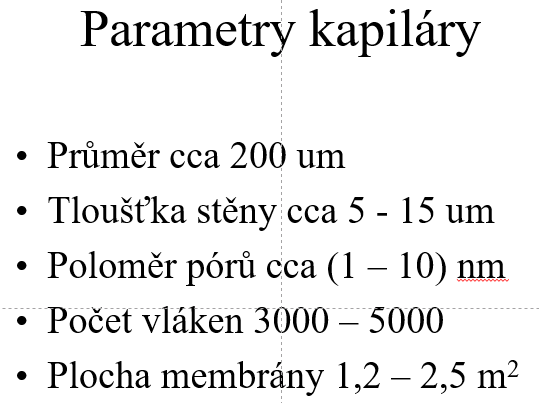 Parametry kapiláry
• Průměr cca 200 um
• Tloušťka stěny cca 5 - 15 um
• Poloměr pórů cca (1 – 10) nm
• Počet vláken 3000 – 5000
• Plocha membrány 1,2 – 2,5 m²